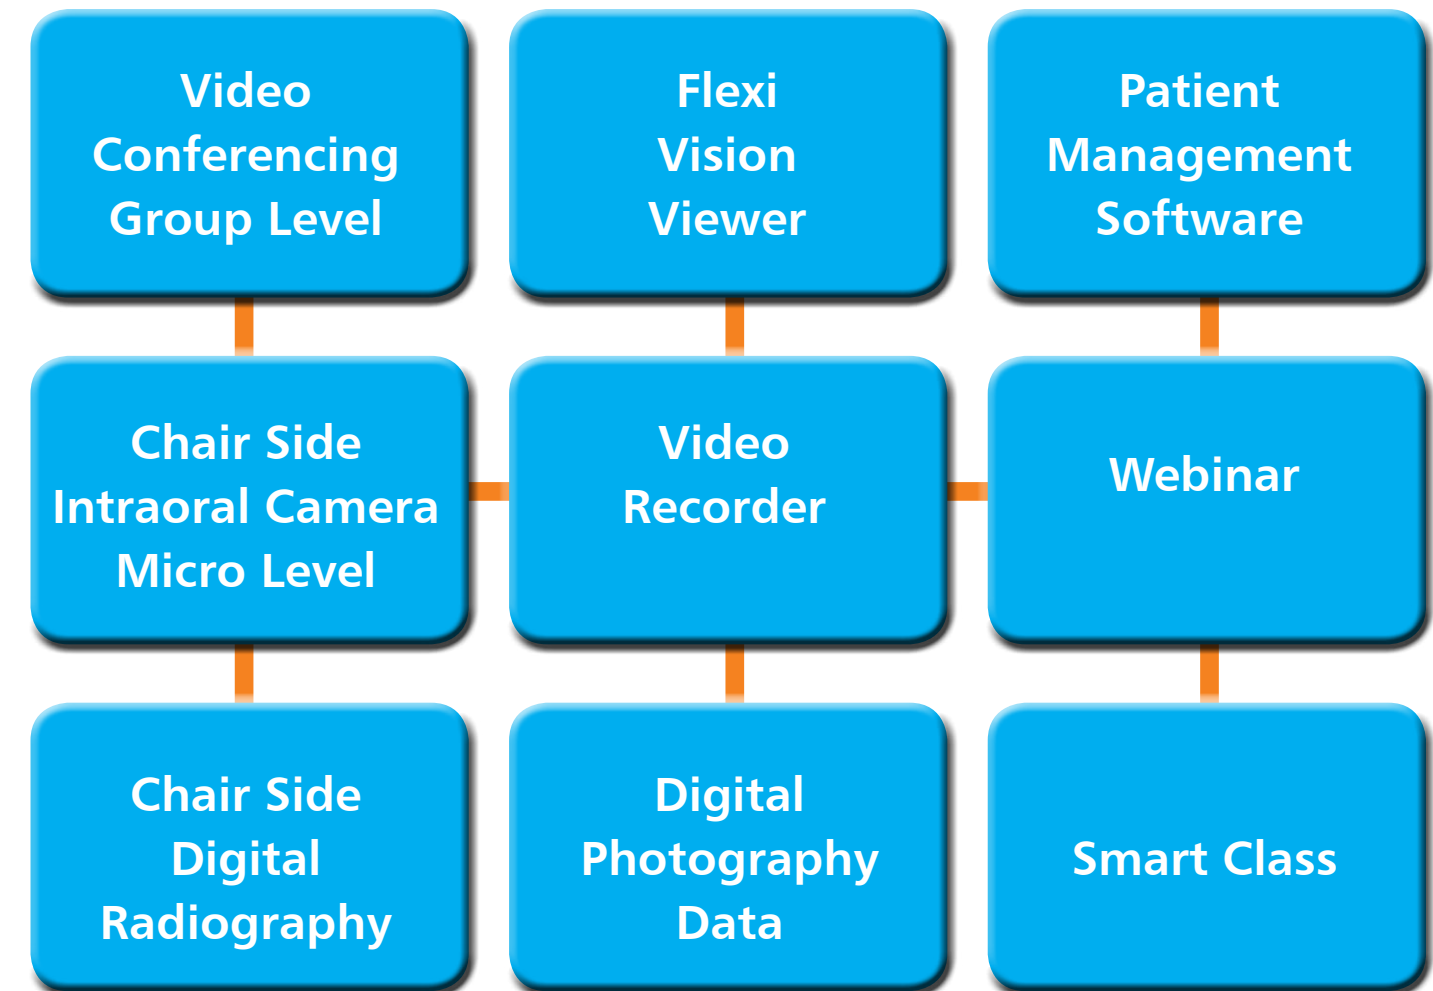 Video
Conferencing
Group Level
Flexi
Vision
Viewer
Patient
Management
Software
Chair Side
Intraoral Camera
Micro Level
Video
Recorder
Webinar
Chair Side
Digital
Radiography
Digital
Photography
Data
Smart Class